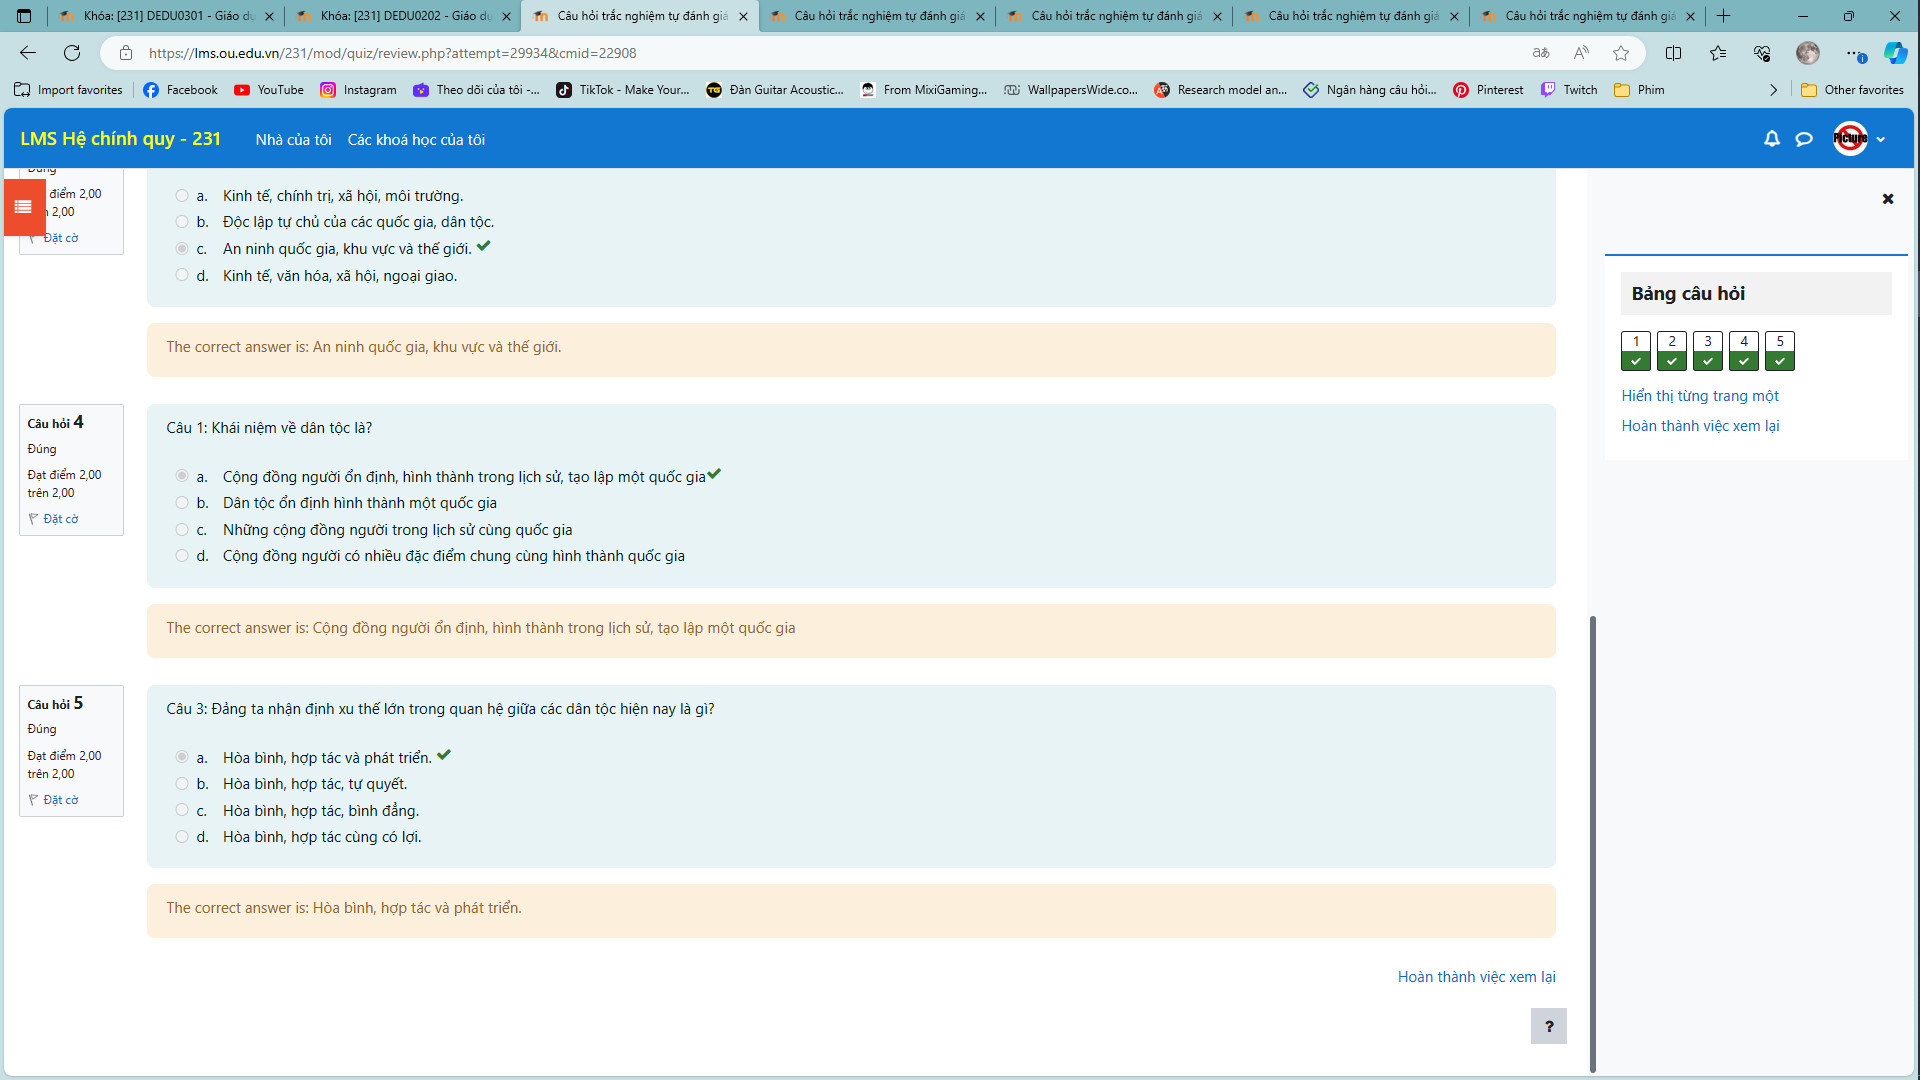 Khóa: [231] DEDU0301 - Giáo dụ
Khóa: [231] DEDU0202 - Giáo dụ
Câu hỏi trắc nghiệm tự đánh giá
Câu hỏi trắc nghiệm tự đánh giá
Câu hỏi trắc nghiệm tự đánh giá
Câu hỏi trắc nghiệm tự đánh giá
Câu hỏi trắc nghiệm tự đánh giá
https://lms.ou.edu.vn/231/mod/quiz/review.php?attempt=29934&cmid=22908
Import favorites
Facebook
YouTube
Instagram
Theo dõi của tôi -...
TikTok - Make Your...
Đàn Guitar Acoustic...
From MixiGaming...
WallpapersWide.co...
Research model an...
Ngân hàng câu hỏi...
Pinterest
Twitch
Phim
Other favorites
LMS Hệ chính quy - 231
Nhà của tôi
Các khoá học của tôi
Picture
Đúng
điểm 2,00
2,00
Đặt cờ
a. Kinh tế, chính trị, xã hội, môi trường.
b. Độc lập tự chủ của các quốc gia, dân tộc.
c. An ninh quốc gia, khu vực và thế giới.
d. Kinh tế, văn hóa, xã hội, ngoại giao.
The correct answer is: An ninh quốc gia, khu vực và thế giới.
Câu hỏi 4
Đúng
Đạt điểm 2,00
trên 2,00
Đặt cờ
Câu 1: Khái niệm về dân tộc là?
a. Cộng đồng người ổn định, hình thành trong lịch sử, tạo lập một quốc gia
b. Dân tộc ổn định hình thành một quốc gia
c. Những cộng đồng người trong lịch sử cùng quốc gia
d. Cộng đồng người có nhiều đặc điểm chung cùng hình thành quốc gia
The correct answer is: Cộng đồng người ổn định, hình thành trong lịch sử, tạo lập một quốc gia
Câu hỏi 5
Đúng
Đạt điểm 2,00
trên 2,00
Đặt cờ
Câu 3: Đảng ta nhận định xu thế lớn trong quan hệ giữa các dân tộc hiện nay là gì?
a. Hòa bình, hợp tác và phát triển.
b. Hòa bình, hợp tác, tự quyết.
c. Hòa bình, hợp tác, bình đẳng.
d. Hòa bình, hợp tác cùng có lợi.
The correct answer is: Hòa bình, hợp tác và phát triển.
Hoàn thành việc xem lại
?
Bảng câu hỏi
1 2 3 4 5
Hiển thị từng trang một
Hoàn thành việc xem lại